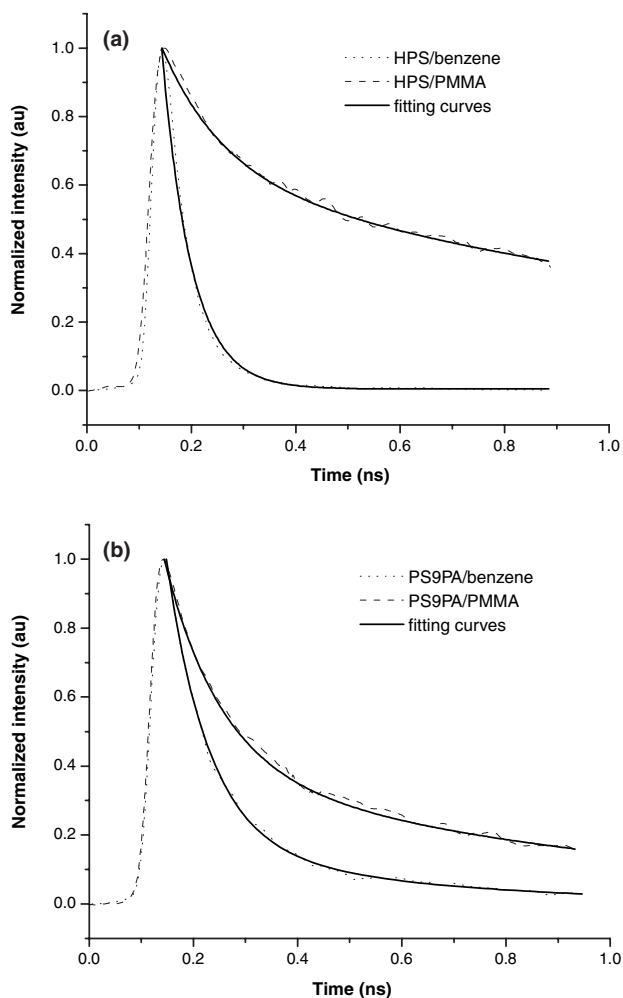 (a)
HPS/benzene
HPS/PMMA
fitting curves
Normalized intensity (au)
1.0
0.8
0.6
0.4
0.2
0.0
0.0 0.2 0.4 0.6 0.8 1.0
Time (ns)
(b)
PS9PA/benzene
PS9PA/PMMA
fitting curves
Normalized intensity (au)
1.0
0.8
0.6
0.4
0.2
0.0
0.0 0.2 0.4 0.6 0.8 1.0
Time (ns)